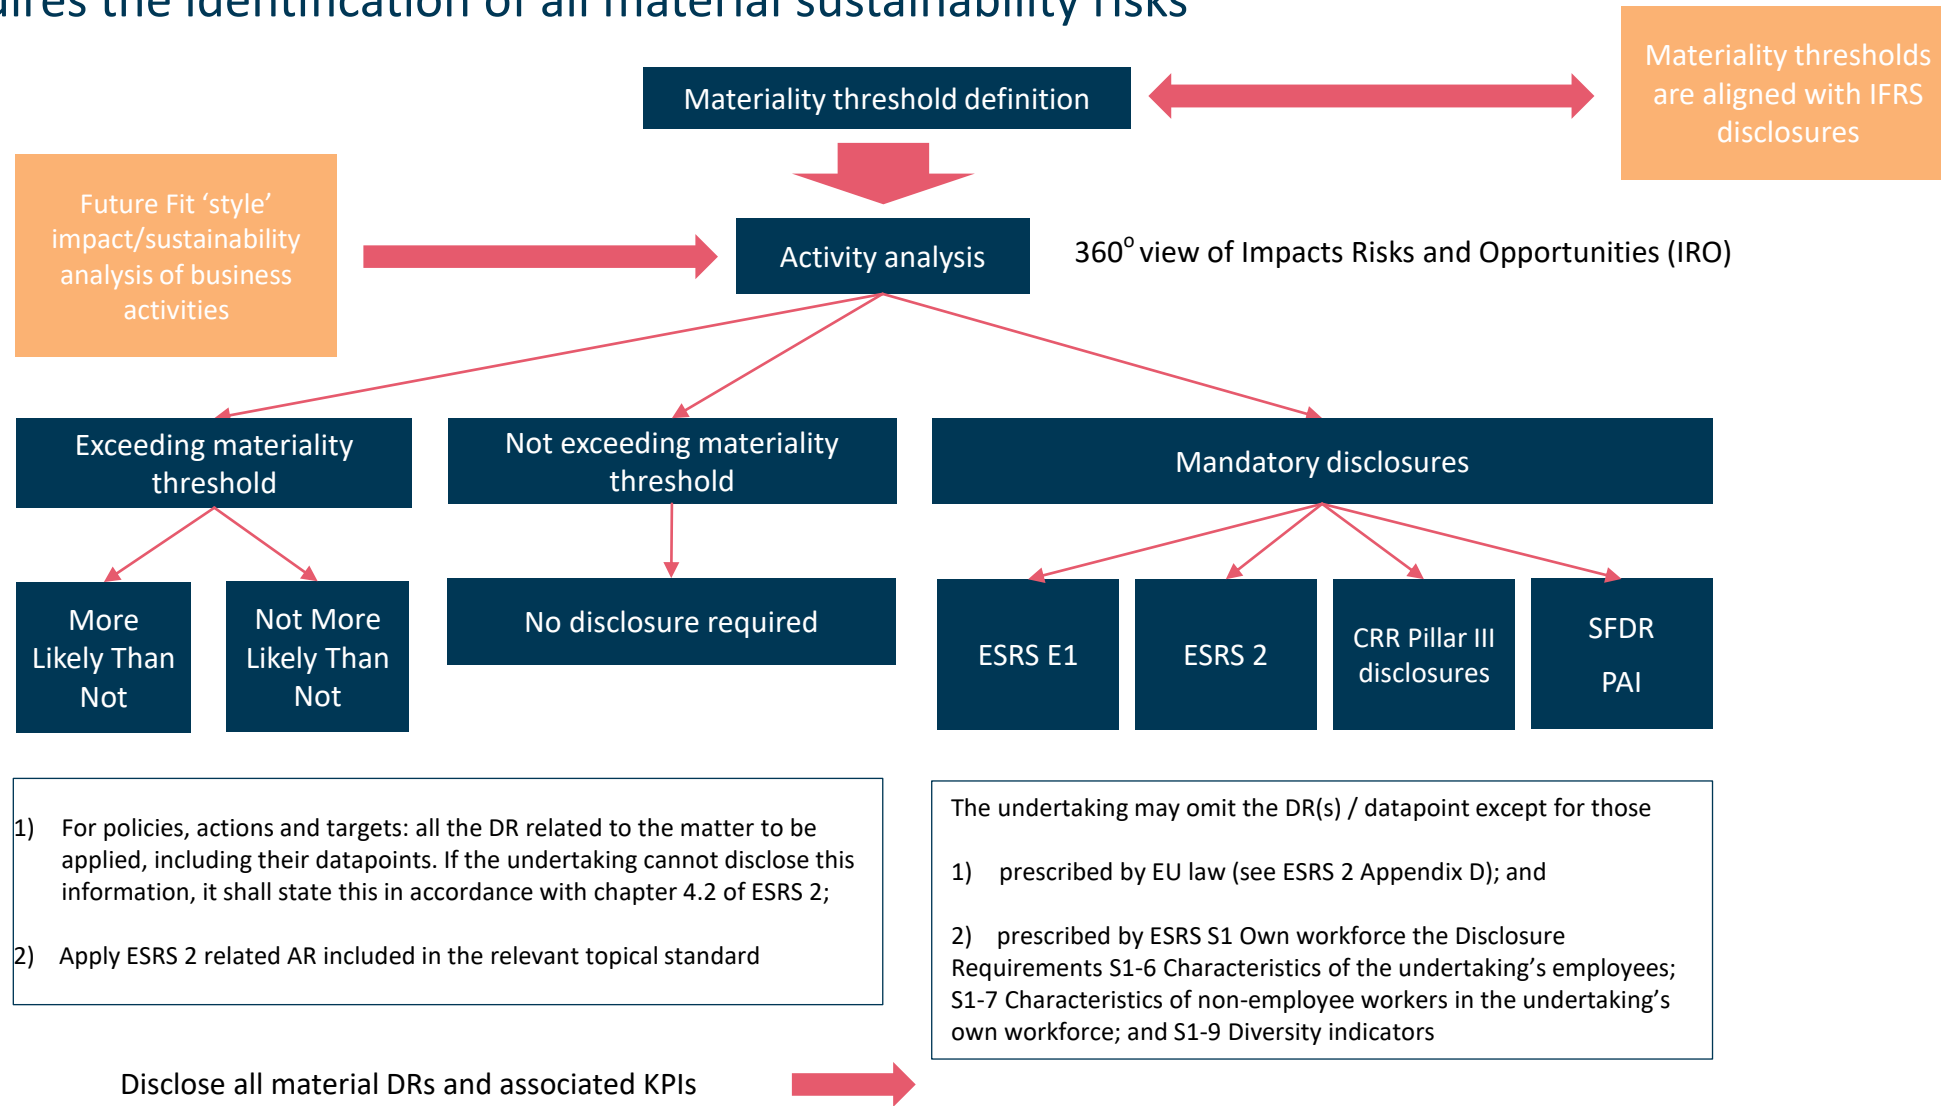 uires the identification of all material sustainability risks
Materiality threshold definition
Materiality thresholds
are aligned with IFRS
disclosures
Future Fit ‘style’
impact/sustainability
analysis of business
activities
Activity analysis
360° view of Impacts Risks and Opportunities (IRO)
Exceeding materiality
threshold
Not exceeding materiality
threshold
Mandatory disclosures
More
Likely Than
Not
Not More
Likely Than
Not
No disclosure required
ESRS E1
ESRS 2
CRR Pillar III
disclosures
SFDR
PAI
1) For policies, actions and targets: all the DR related to the matter to be
applied, including their datapoints. If the undertaking cannot disclose this
information, it shall state this in accordance with chapter 4.2 of ESRS 2;
2) Apply ESRS 2 related AR included in the relevant topical standard
The undertaking may omit the DR(s) / datapoint except for those
1) prescribed by EU law (see ESRS 2 Appendix D); and
2) prescribed by ESRS S1 Own workforce the Disclosure
Requirements S1-6 Characteristics of the undertaking’s employees;
S1-7 Characteristics of non-employee workers in the undertaking’s
own workforce; and S1-9 Diversity indicators
Disclose all material DRs and associated KPIs